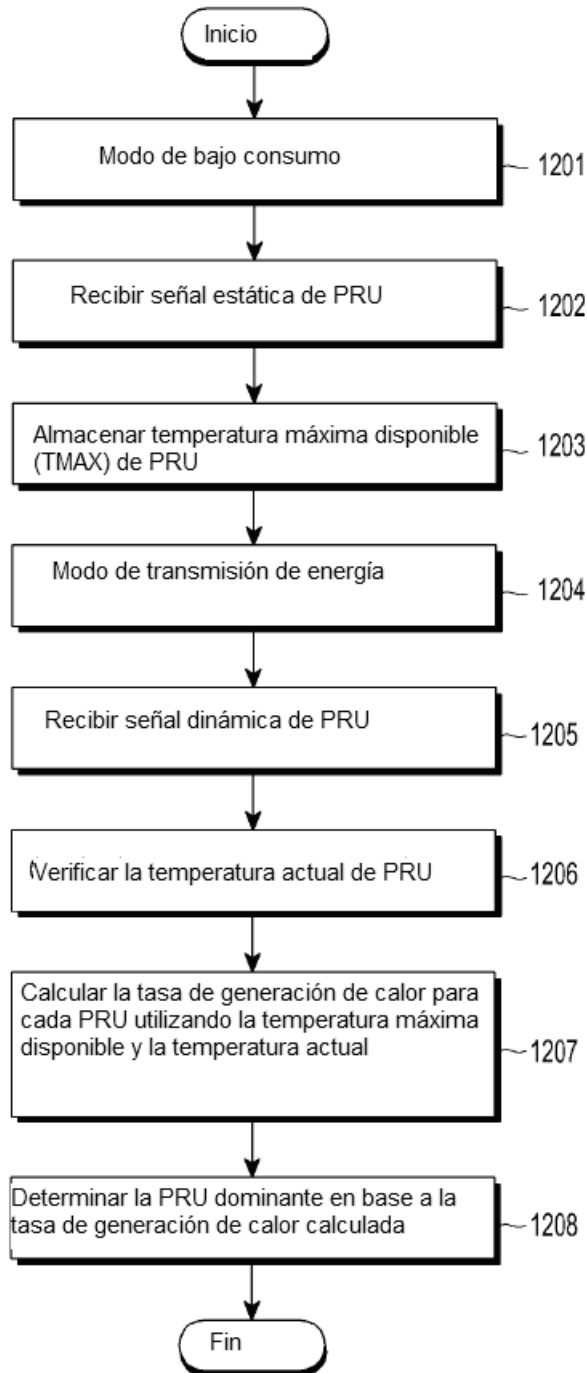 Inicio
Modo de bajo consumo
1201
Recibir señal estática de PRU
1202
Almacenar temperatura máxima disponible
(TMAX) de PRU
1203
Modo de transmisión de energía
1204
Recibir señal dinámica de PRU
1205
Verificar la temperatura actual de PRU
1206
Calcular la tasa de generación de calor para
cada PRU utilizando la temperatura máxima
disponible y la temperatura actual
1207
Determinar la PRU dominante en base a la
tasa de generación de calor calculada
1208
Fin